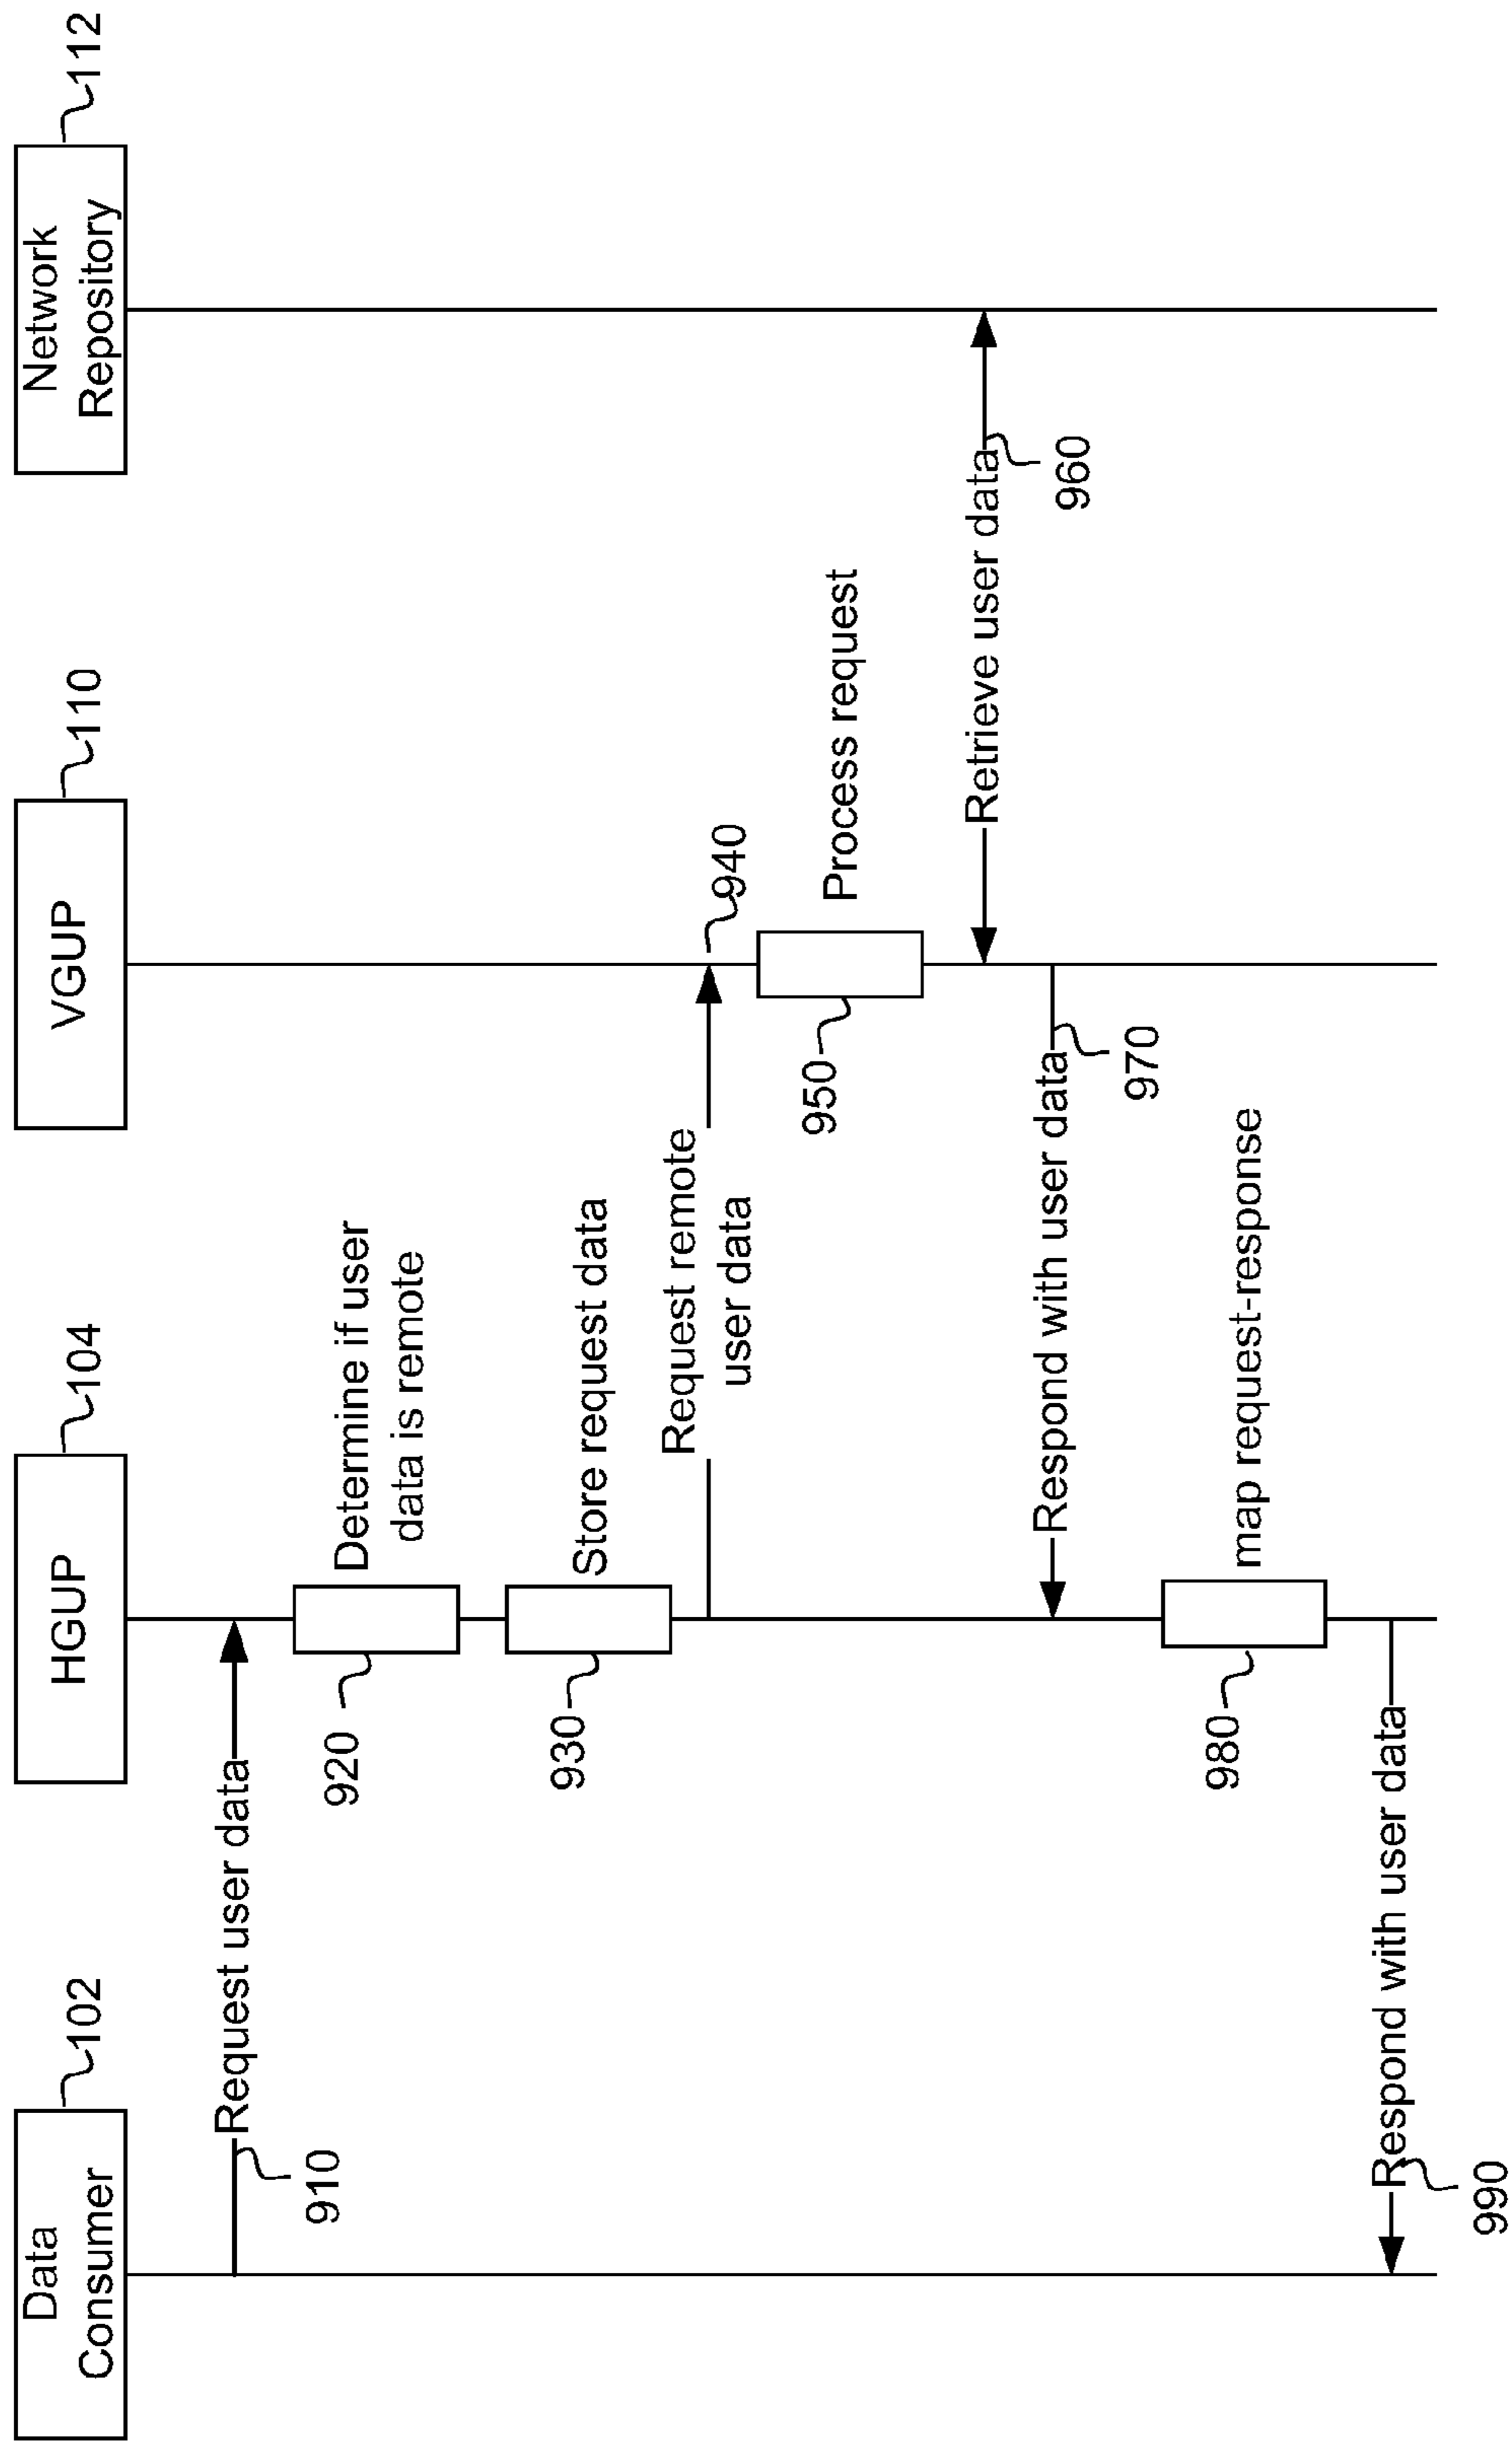 Data
Consumer
102
HGUP
104
VGUP
110
Network
Repository
112
Request user data
910
Determine if user
data is remote
920
Store request data
930
Request remote
user data
940
Process request
950
Retrieve user data
960
Respond with user data
970
map request-response
980
Respond with user data
990